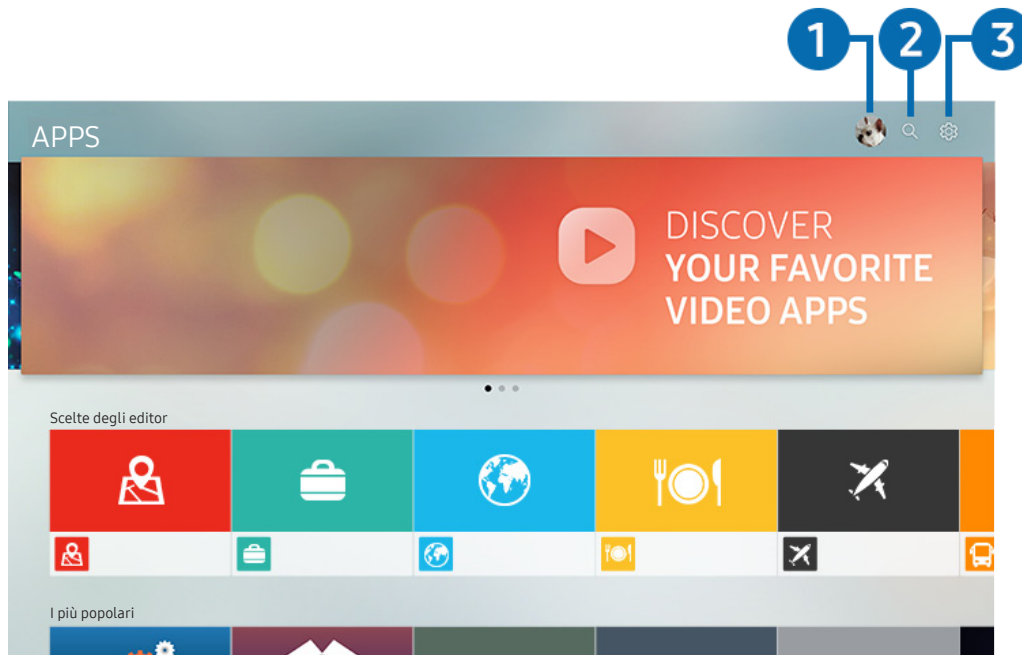 1 2 3
APPS
DISCOVER
YOUR FAVORITE
VIDEO APPS
Scelte degli editor
I più popolari